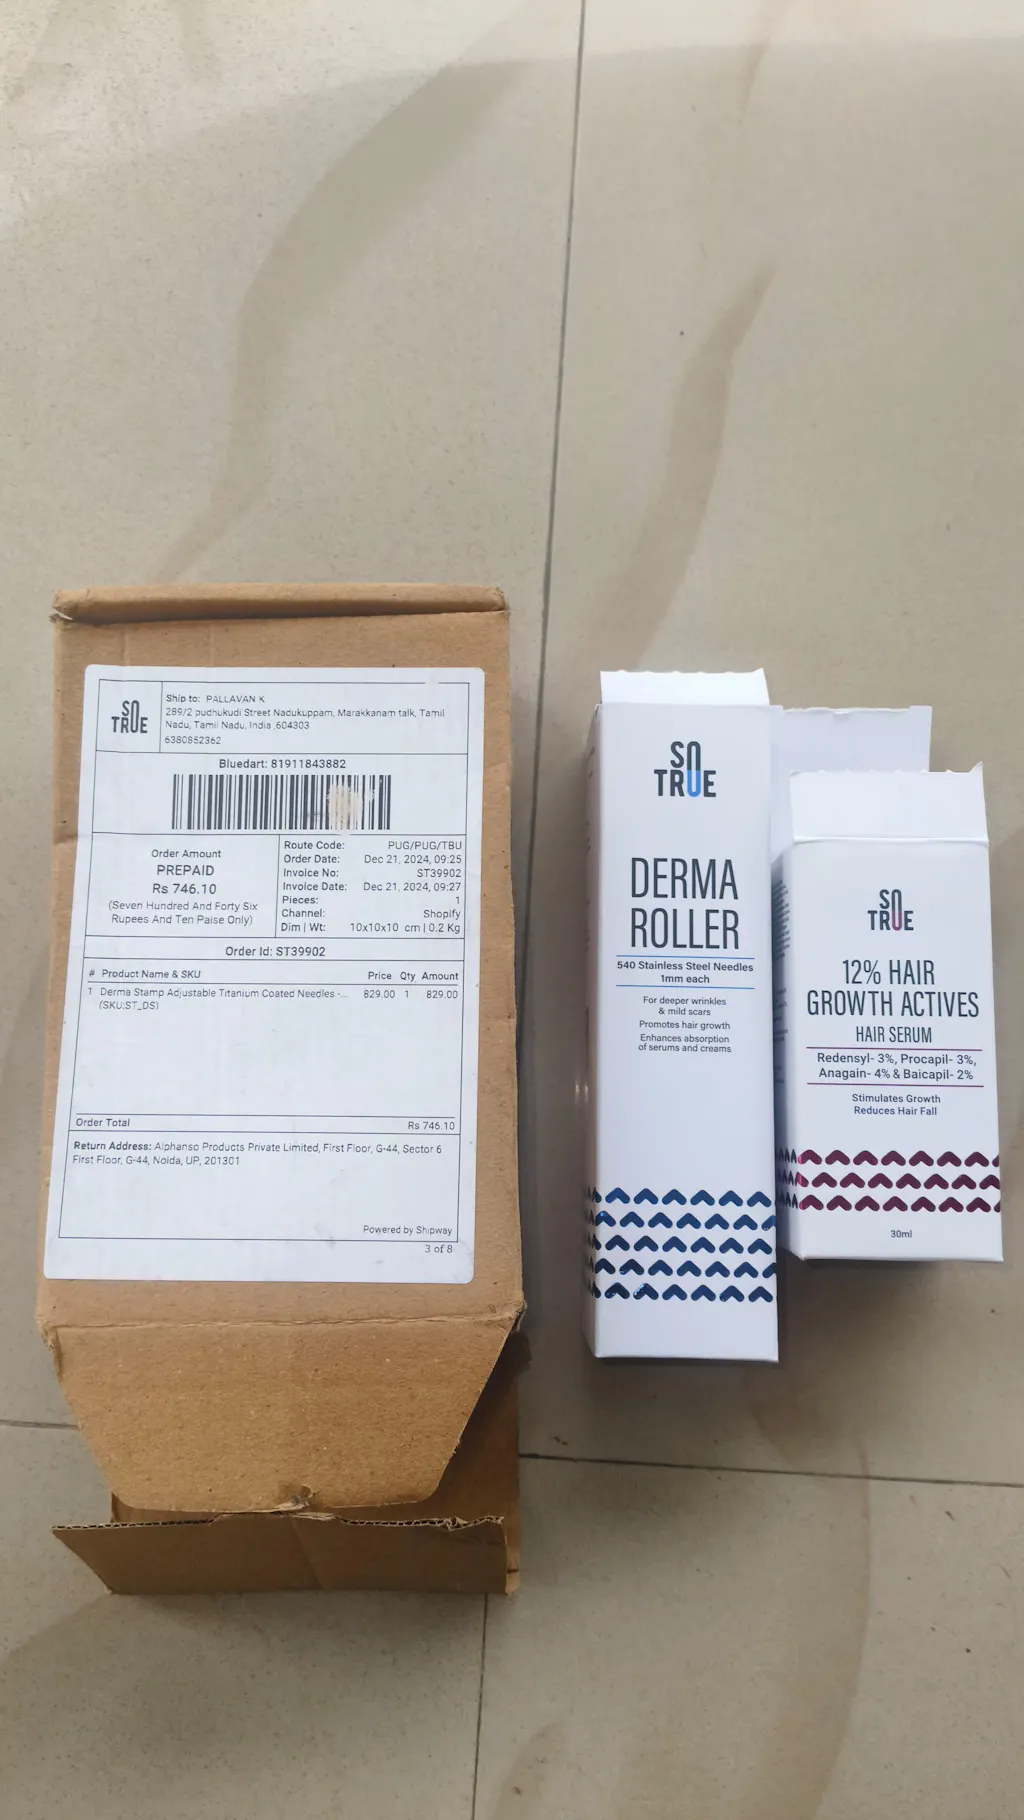 SO
TRUE
Ship to: PALLAVAN K
289/2 pudhukudi Street Nadukuppam, Marakkanam talk, Tamil
Nadu, Tamil Nadu, India ,604303
6380852362
Bluedart: 81911843882
Order Amount
PREPAID
Rs 746.10
(Seven Hundred And Forty Six
Rupees And Ten Paise Only)
Route Code: PUG/PUG/TBU
Order Date: Dec 21, 2024, 09:25
Invoice No: ST39902
Invoice Date: Dec 21, 2024, 09:27
Pieces: 1
Channel: Shopify
Dim | Wt: 10x10x10 cm | 0.2 Kg
Order Id: ST39902
# Product Name & SKU Price Qty Amount
1 Derma Stamp Adjustable Titanium Coated Needles -... 829.00 1 829.00
(SKU:ST_DS)
Order Total Rs 746.10
Return Address: Alphanso Products Private Limited, First Floor, G-44, Sector 6
First Floor, G-44, Noida, UP, 201301
Powered by Shipway
3 of 8
SO
TRUE
DERMA
ROLLER
540 Stainless Steel Needles
1mm each
For deeper wrinkles
& mild scars
Promotes hair growth
Enhances absorption
of serums and creams
SO
TRUE
12% HAIR
GROWTH ACTIVES
HAIR SERUM
Redensyl- 3%, Procapil- 3%,
Anagain- 4% & Baicapil- 2%
Stimulates Growth
Reduces Hair Fall
30ml